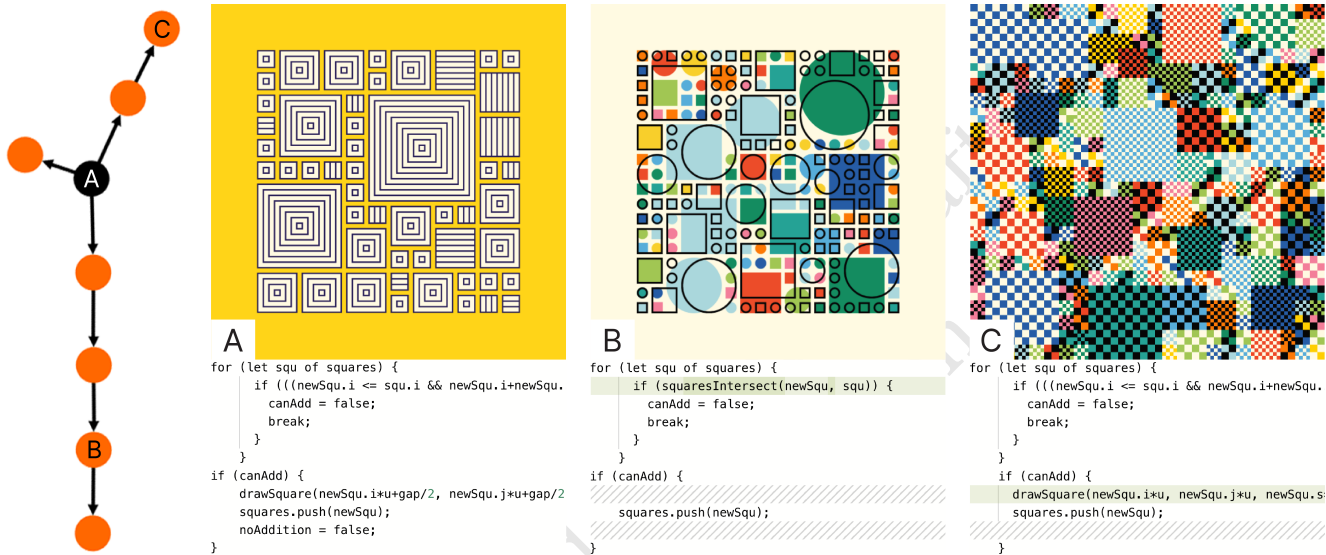 C
A
B
A
for (let squ of squares) {
if (((newSqu.i <= squ.i && newSqu.i+newSqu.
canAdd = false;
break;
}
}
if (canAdd) {
drawSquare(newSqu.i*u+gap/2, newSqu.j*u+gap/2
squares.push(newSqu);
noAddition = false;
}
B
for (let squ of squares) {
if (squaresIntersect(newSqu, squ)) {
canAdd = false;
break;
}
}
if (canAdd) {
squares.push(newSqu);
}
C
for (let squ of squares) {
if (((newSqu.i <= squ.i && newSqu.i+newSqu.
canAdd = false;
break;
}
}
if (canAdd) {
drawSquare(newSqu.i*u, newSqu.j*u, newSqu.s
squares.push(newSqu);
}